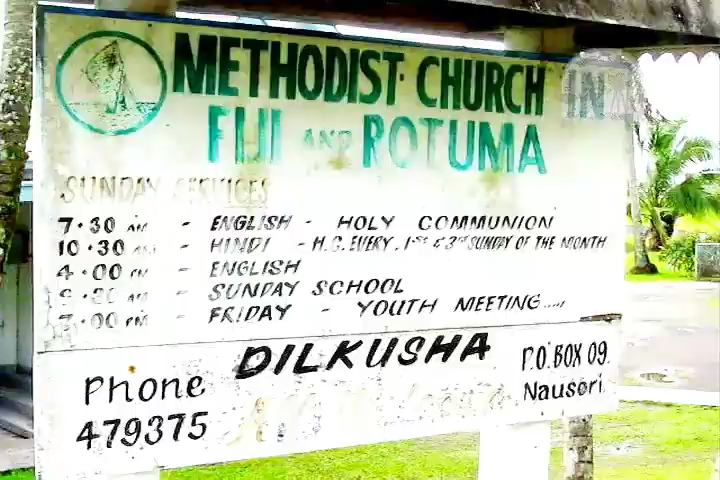 METHODIST CHURCH IN
FIJI AND ROTUMA
SUNDAY SERVICES
7·30 AM - ENGLISH - HOLY COMMUNION
10·30 AM - HINDI - H.C. EVERY. 1ST & 3RD SUNDAY OF THE MONTH
4·00 PM - ENGLISH
AM - SUNDAY SCHOOL
7:00 PM - FRIDAY - YOUTH MEETING.....
DILKUSHA
Phone
479375
P.O. BOX 09.
Nausori.